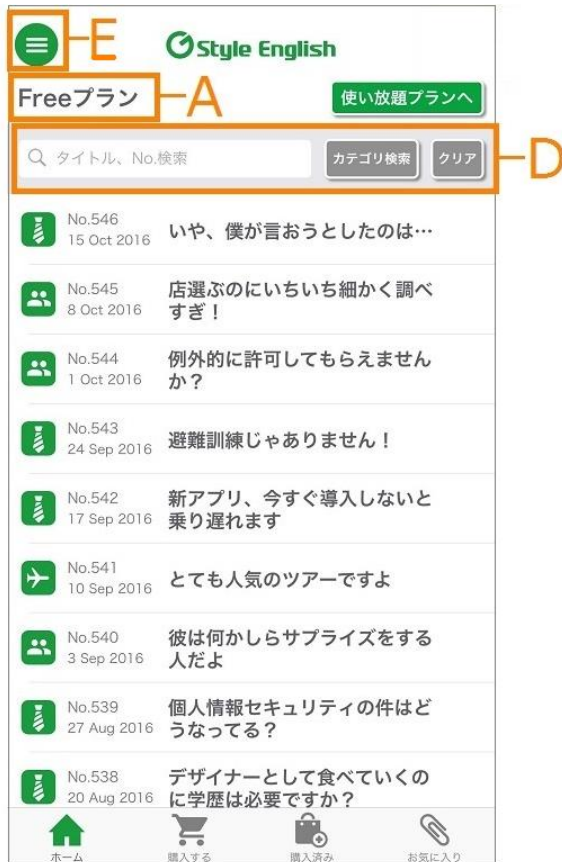 E
G Style English
Freeプラン
A
使い放題プランへ
タイトル、No.検索
カテゴリ検索
クリア
D
No.546
15 Oct 2016
いや、僕が言おうとしたのは…
No.545
8 Oct 2016
店選ぶのにいちいち細かく調べ
すぎ！
No.544
1 Oct 2016
例外的に許可してもらえません
か？
No.543
24 Sep 2016
避難訓練じゃありません！
No.542
17 Sep 2016
新アプリ、今すぐ導入しないと
乗り遅れます
No.541
10 Sep 2016
とても人気のツアーですよ
No.540
3 Sep 2016
彼は何かしらサプライズをする
人だよ
No.539
27 Aug 2016
個人情報セキュリティの件はど
うなってる？
No.538
20 Aug 2016
デザイナーとして食べていくの
に学歴は必要ですか？
ホーム
購入する
購入済み
お気に入り